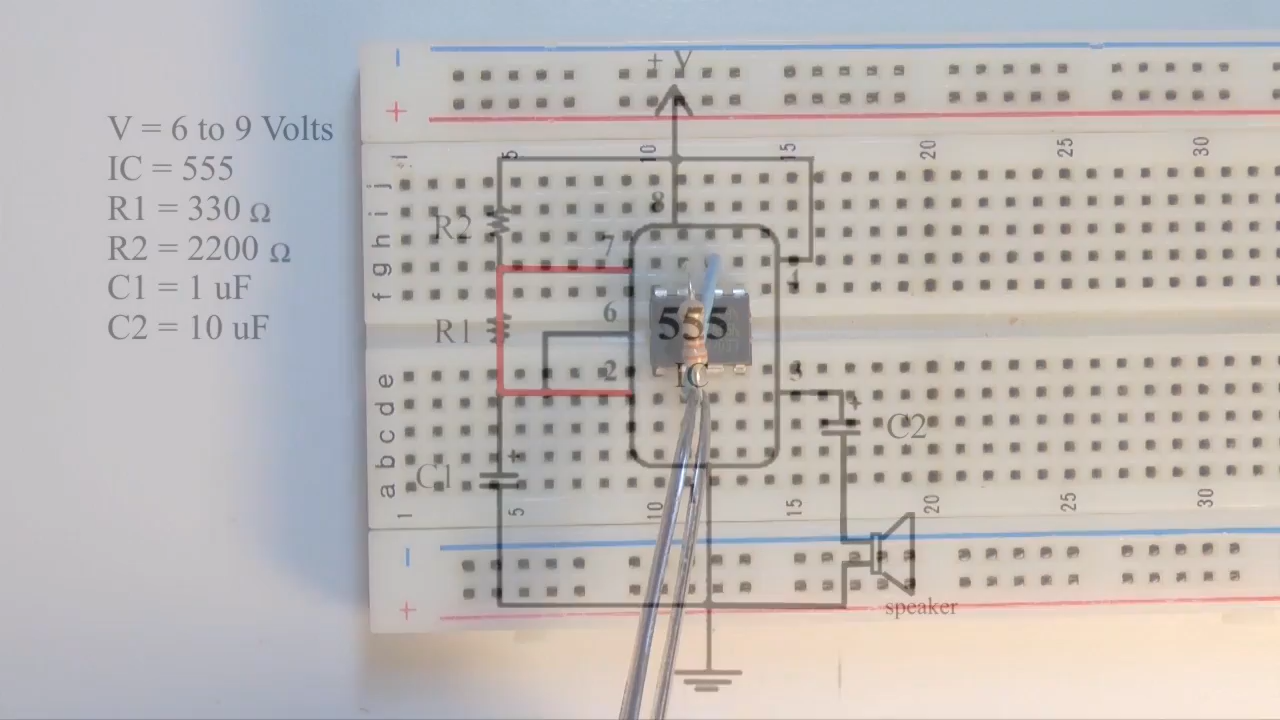 V = 6 to 9 Volts
IC = 555
R1 = 330 Ω
R2 = 2200 Ω
C1 = 1 uF
C2 = 10 uF
+ V
− 
+
1 5 10 15 20 25 30
j
i
h
g
f
8
R2
7
R1
6
555
IC
2
3
e
d
c
b
a
+
C2
+
C1
1 5 10 15 20 25 30
−
+
speaker